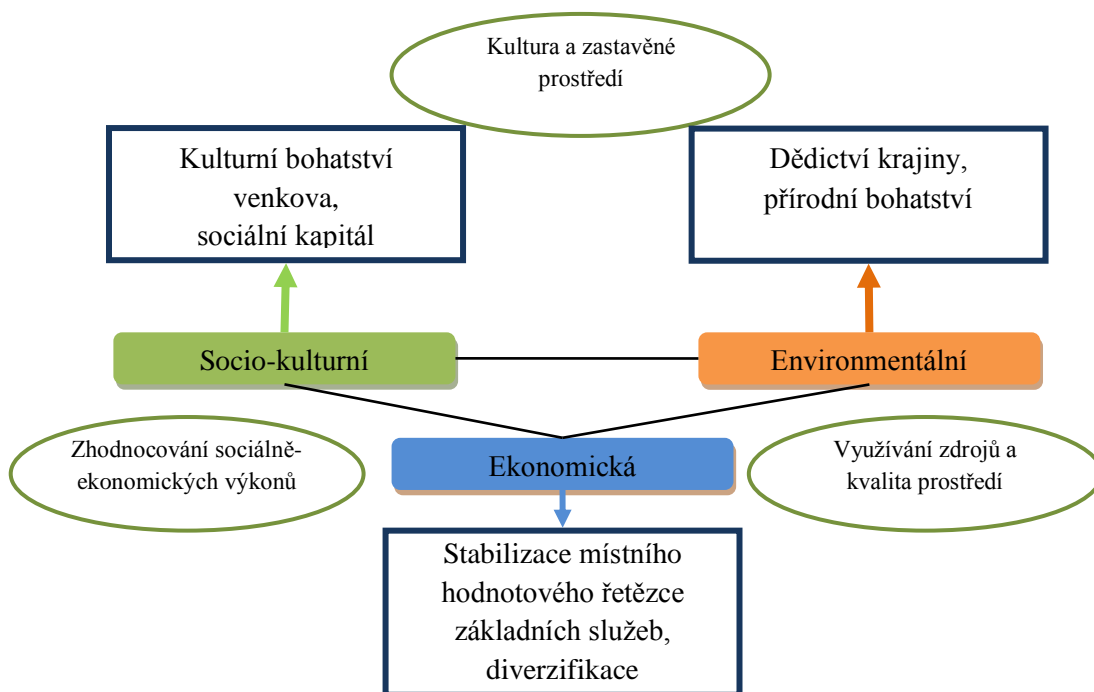 Kultura a zastavěné
prostředí
Kulturní bohatství
venkova,
sociální kapitál
Dědictví krajiny,
přírodní bohatství
Socio-kulturní
Environmentální
Zhodnocování sociálně-
ekonomických výkonů
Ekonomická
Využívání zdrojů a
kvalita prostředí
Stabilizace místního
hodnotového řetězce
základních služeb,
diverzifikace